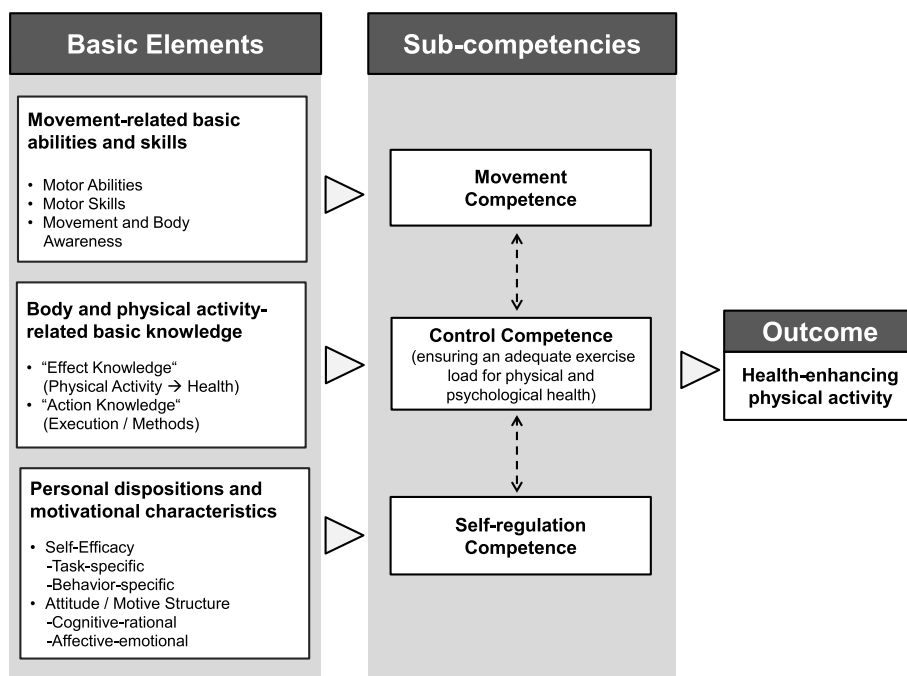 Basic Elements
Movement-related basic
abilities and skills
• Motor Abilities
• Motor Skills
• Movement and Body
Awareness
Body and physical activity-
related basic knowledge
• “Effect Knowledge“
(Physical Activity → Health)
• “Action Knowledge“
(Execution / Methods)
Personal dispositions and
motivational characteristics
• Self-Efficacy
-Task-specific
-Behavior-specific
• Attitude / Motive Structure
-Cognitive-rational
-Affective-emotional
Sub-competencies
Movement
Competence
Control Competence
(ensuring an adequate exercise
load for physical and
psychological health)
Self-regulation
Competence
Outcome
Health-enhancing
physical activity